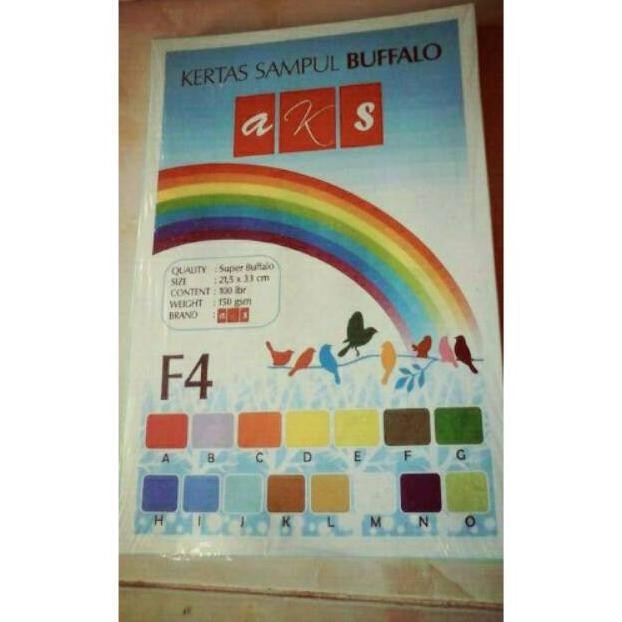 KERTAS SAMPUL BUFFALO
aKs
QUALITY : Super Buffalo
SIZE : 21,5 x 33 cm
CONTENT : 100 lbr
WEIGHT : 150 gsm
BRAND : aKs
F4
A B C D E F G
H I J K L M N O